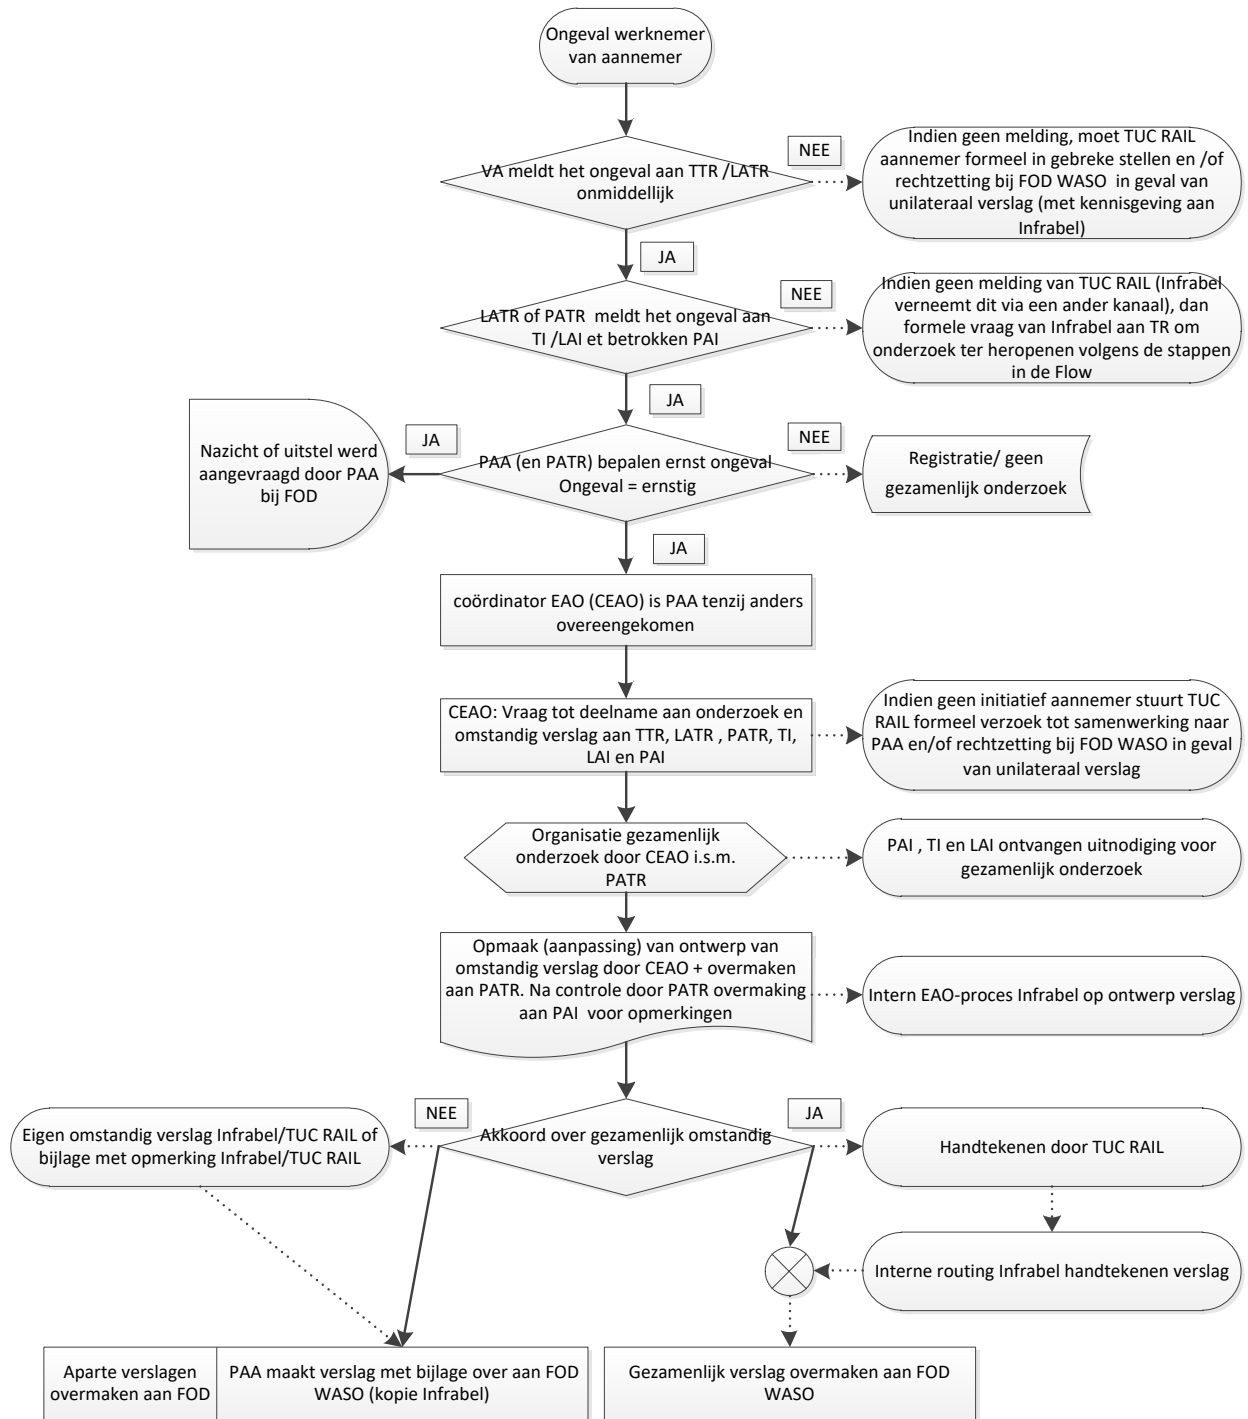 Ongeval werknemer
van aannemer
VA meldt het ongeval aan TTR /LATR
onmiddellijk
NEE
Indien geen melding, moet TUC RAIL
aannemer formeel in gebreke stellen en /of
rechtzetting bij FOD WASO in geval van
unilateraal verslag (met kennisgeving aan
Infrabel)
JA
LATR of PATR meldt het ongeval aan
TI /LAI et betrokken PAI
NEE
Indien geen melding van TUC RAIL (Infrabel
verneemt dit via een ander kanaal), dan
formele vraag van Infrabel aan TR om
onderzoek ter heropenen volgens de stappen
in de Flow
JA
Nazicht of uitstel werd
aangevraagd door PAA
bij FOD
JA
PAA (en PATR) bepalen ernst ongeval
Ongeval = ernstig
NEE
Registratie/ geen
gezamenlijk onderzoek
JA
coördinator EAO (CEAO) is PAA tenzij anders
overeengekomen
CEAO: Vraag tot deelname aan onderzoek en
omstandig verslag aan TTR, LATR , PATR, TI,
LAI en PAI
Indien geen initiatief aannemer stuurt TUC
RAIL formeel verzoek tot samenwerking naar
PAA en/of rechtzetting bij FOD WASO in geval
van unilateraal verslag
Organisatie gezamenlijk
onderzoek door CEAO i.s.m.
PATR
PAI , TI en LAI ontvangen uitnodiging voor
gezamenlijk onderzoek
Opmaak (aanpassing) van ontwerp van
omstandig verslag door CEAO + overmaken
aan PATR. Na controle door PATR overmaking
aan PAI voor opmerkingen
Intern EAO-proces Infrabel op ontwerp verslag
NEE
JA
Eigen omstandig verslag Infrabel/TUC RAIL of
bijlage met opmerking Infrabel/TUC RAIL
Akkoord over gezamenlijk omstandig
verslag
Handtekenen door TUC RAIL
Interne routing Infrabel handtekenen verslag
Aparte verslagen
overmaken aan FOD
PAA maakt verslag met bijlage over aan FOD
WASO (kopie Infrabel)
Gezamenlijk verslag overmaken aan FOD
WASO